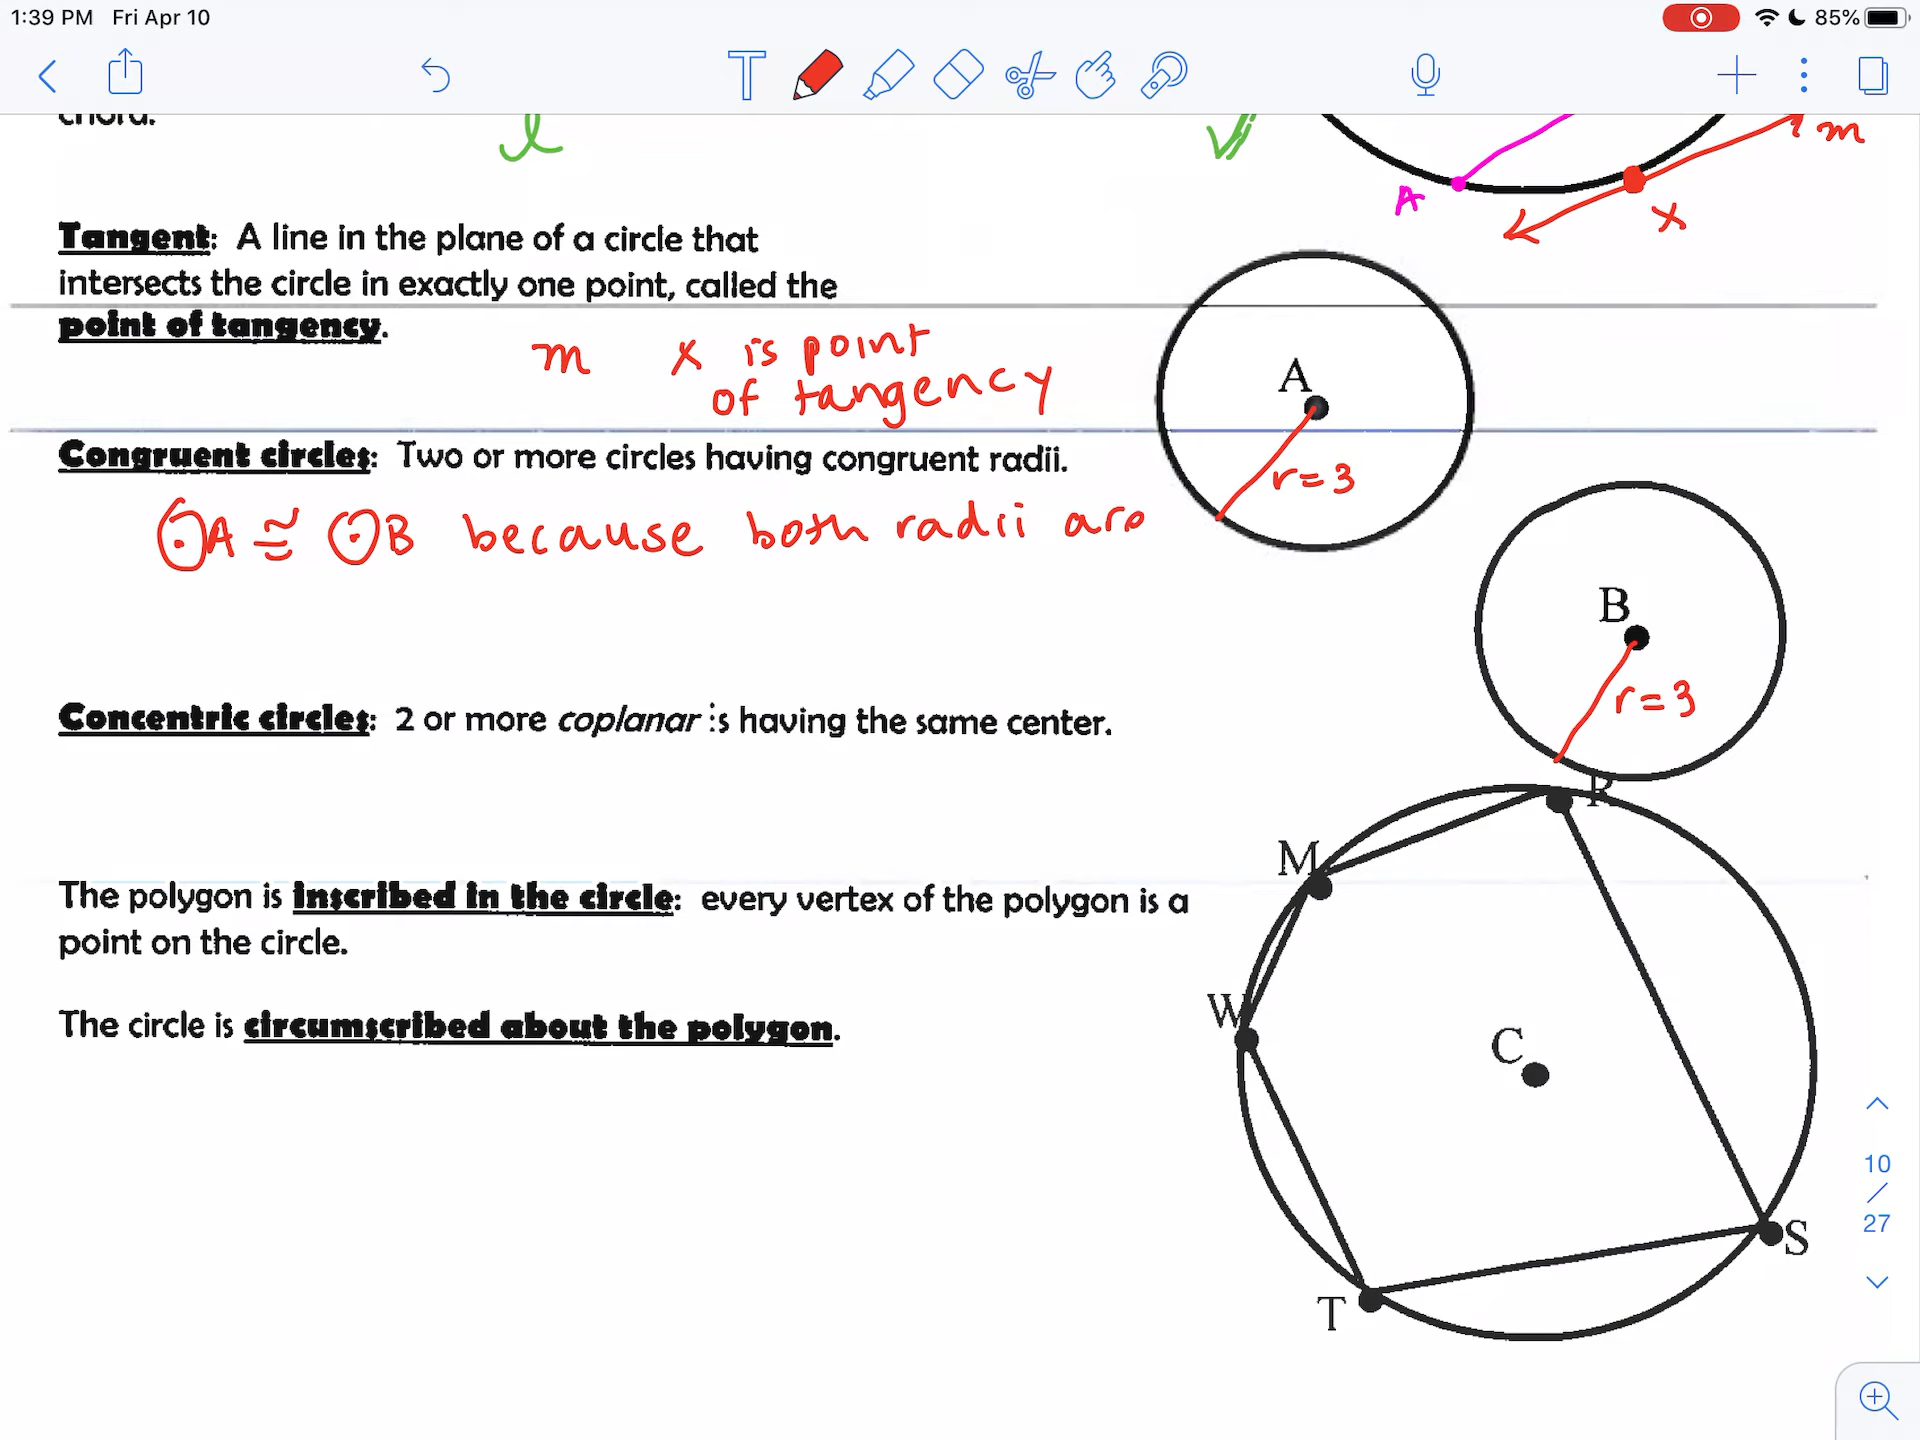 1:39 PM Fri Apr 10
85%
T
chord.
l
m
A
x
Tangent: A line in the plane of a circle that
intersects the circle in exactly one point, called the
point of tangency.
m x is point
of tangency
A
r=3
Congruent circles: Two or more circles having congruent radii.
⊙A ≅ ⊙B because both radii are
B
r=3
Concentric circles: 2 or more coplanar :s having the same center.
R
M
The polygon is inscribed in the circle: every vertex of the polygon is a
point on the circle.
W
The circle is circumscribed about the polygon.
C
10
/
27
S
T